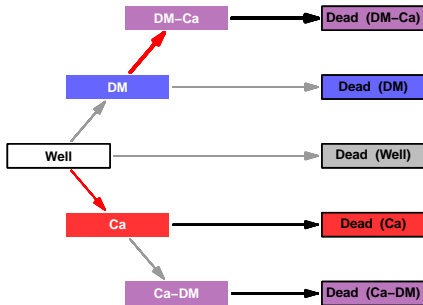 DM−Ca
Dead (DM−Ca)
DM
Dead (DM)
Well
Dead (Well)
Ca
Dead (Ca)
Ca−DM
Dead (Ca−DM)